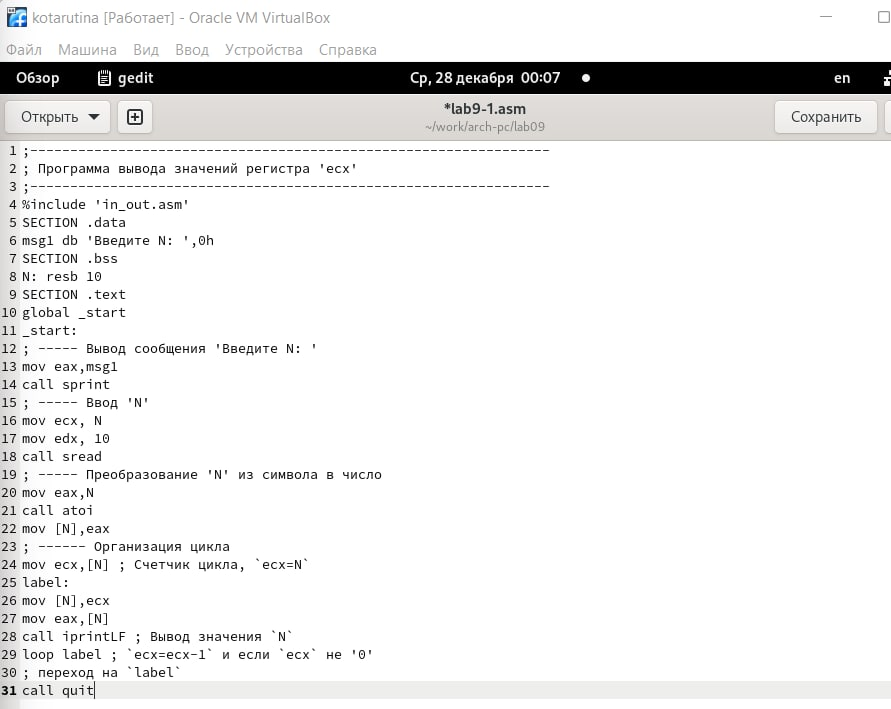 kotarutina [Работает] - Oracle VM VirtualBox
Файл Машина Вид Ввод Устройства Справка
Обзор gedit Ср, 28 декабря 00:07 en
Открыть *lab9-1.asm Сохранить
~/work/arch-pc/lab09
1 ;-----------------------------------------------------------------
2 ; Программа вывода значений регистра 'ecx'
3 ;-----------------------------------------------------------------
4 %include 'in_out.asm'
5 SECTION .data
6 msg1 db 'Введите N: ',0h
7 SECTION .bss
8 N: resb 10
9 SECTION .text
10 global _start
11 _start:
12 ; ----- Вывод сообщения 'Введите N: '
13 mov eax,msg1
14 call sprint
15 ; ----- Ввод 'N'
16 mov ecx, N
17 mov edx, 10
18 call sread
19 ; ----- Преобразование 'N' из символа в число
20 mov eax,N
21 call atoi
22 mov [N],eax
23 ; ------ Организация цикла
24 mov ecx,[N] ; Счетчик цикла, `ecx=N`
25 label:
26 mov [N],ecx
27 mov eax,[N]
28 call iprintLF ; Вывод значения `N`
29 loop label ; `ecx=ecx-1` и если `ecx` не '0'
30 ; переход на `label`
31 call quit